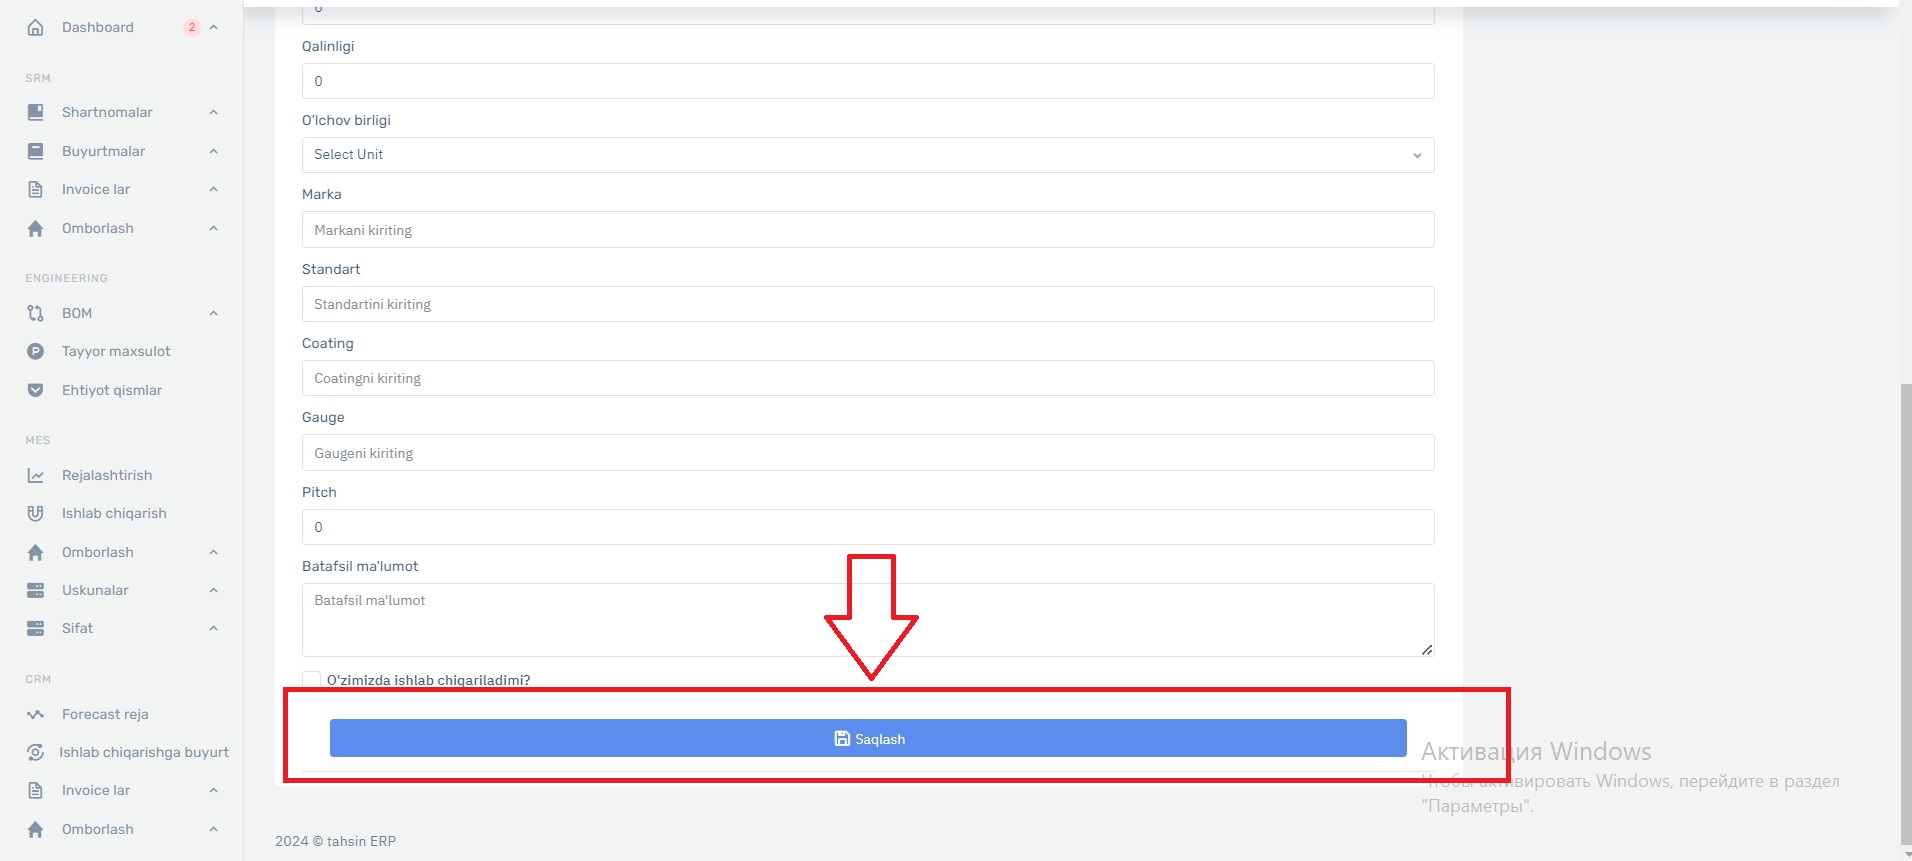 Dashboard
2
SRM
Shartnomalar
Buyurtmalar
Invoice lar
Omborlash
ENGINEERING
BOM
Tayyor maxsulot
Ehtiyot qismlar
MES
Rejalashtirish
Ishlab chiqarish
Omborlash
Uskunalar
Sifat
CRM
Forecast reja
Ishlab chiqarishga buyurt
Invoice lar
Omborlash
0
Qalinligi
0
O'lchov birligi
Select Unit
Marka
Markani kiriting
Standart
Standartini kiriting
Coating
Coatingni kiriting
Gauge
Gaugeni kiriting
Pitch
0
Batafsil ma'lumot
Batafsil ma'lumot
O'zimizda ishlab chiqariladimi?
Saqlash
2024 © tahsin ERP
Активация Windows
Чтобы активировать Windows, перейдите в раздел
"Параметры".